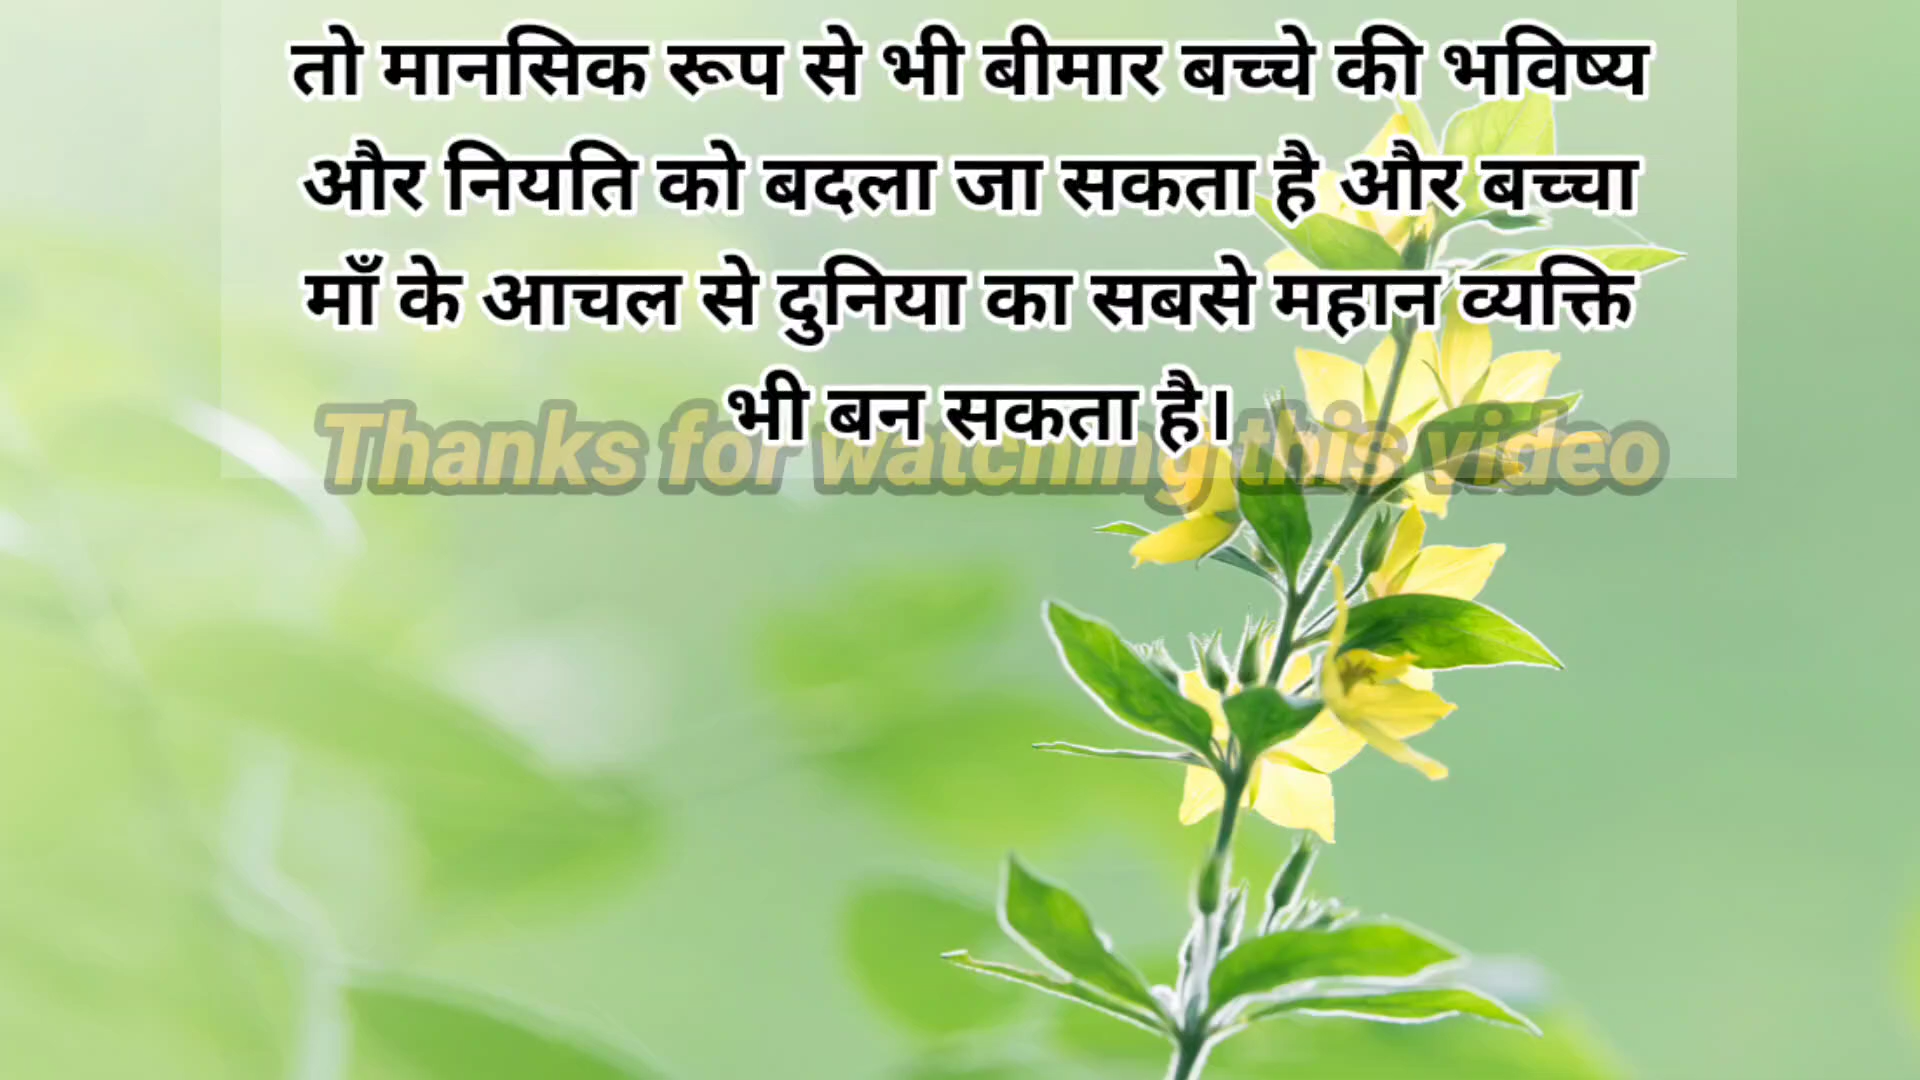 तो मानसिक रूप से भी बीमार बच्चे की भविष्य
और नियति को बदला जा सकता है और बच्चा
माँ के आचल से दुनिया का सबसे महान व्यक्ति
भी बन सकता है।
Thanks for watching this video